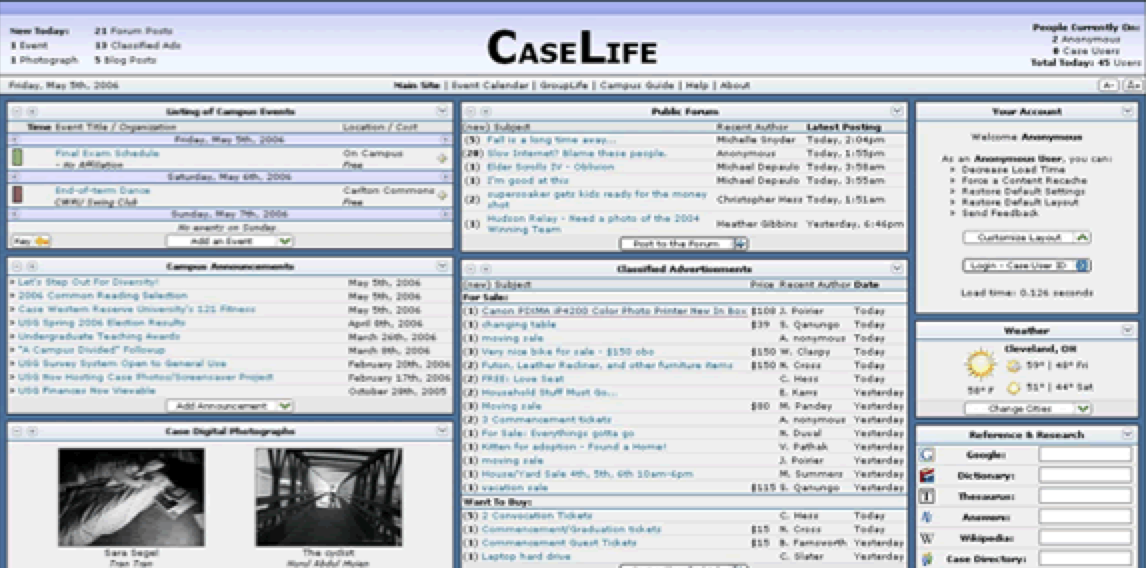 New Today: 21 Forum Posts
1 Event 13 Classified Ads
1 Photograph 5 Blog Posts
CASELIFE
People Currently On:
2 Anonymous
0 Case Users
Total Today: 45 Users
Friday, May 5th, 2006
Main Site | Event Calendar | GroupLife | Campus Guide | Help | About
A- A+
Listing of Campus Events
Time Event Title / Organization Location / Cost
Friday, May 5th, 2006
Final Exam Schedule On Campus
- No Affiliation Free
Saturday, May 6th, 2006
End-of-term Dance Carlton Commons
CWRU Swing Club Free
Sunday, May 7th, 2006
No events on Sunday
Key Add an Event
Campus Announcements
» Let's Step Out For Diversity! May 5th, 2006
» 2006 Common Reading Selection May 5th, 2006
» Case Western Reserve University's 121 Fitness May 5th, 2006
» USG Spring 2006 Election Results April 8th, 2006
» Undergraduate Teaching Awards March 26th, 2006
» "A Campus Divided" Followup March 8th, 2006
» USG Survey System Open to General Use February 20th, 2006
» USG Now Hosting Case Photos/Screensaver Project February 17th, 2006
» USG Finances Now Viewable October 28th, 2005
Add Announcement
Case Digital Photographs
Sara Segel
Tran Tran
The cyclist
Public Forum
(new) Subject Recent Author Latest Posting
(5) Fall is a long time away... Michelle Snyder Today, 2:04pm
(28) Slow Internet? Blame these people. Anonymous Today, 1:55pm
(1) Elder Scrolls IV - Oblivion Michael Depaulo Today, 3:58am
(1) I'm good at this Michael Depaulo Today, 3:55am
(2) supersoaker gets kids ready for the money shot Christopher Hess Today, 1:51am
(1) Hudson Relay - Need a photo of the 2004 Winning Team Heather Gibbins Yesterday, 6:46pm
Post to the Forum
Classified Advertisements
(new) Subject Price Recent Author Date
For Sale:
(1) Canon PIXMA iP4200 Color Photo Printer New In Box $108 J. Poirier Today
(1) changing table $39 S. Qanungo Today
(1) moving sale A. nonymous Today
(3) Very nice bike for sale - $150 obo $150 W. Claspy Today
(2) Futon, Leather Recliner, and other furniture items $150 N. Cross Today
(2) FREE: Love Seat C. Hess Today
(2) Household Stuff Must Go... E. Karns Yesterday
(3) Moving sale $80 M. Pandey Yesterday
(2) 3 Commencement tickets A. nonymous Yesterday
(1) For Sale: Everythings gotta go N. Duval Yesterday
(1) Kitten for adoption - Found a Home! V. Pathak Yesterday
(1) moving sale J. Poirier Yesterday
(1) House/Yard Sale 4th, 5th, 6th 10am-6pm M. Summers Yesterday
(1) vacation sale $115 S. Qanungo Yesterday
Want To Buy:
(5) 2 Convocation Tickets C. Hess Today
(1) Commencement/Graduation tickets $15 N. Cross Today
(1) Commencement Guest Tickets $15 B. Farnsworth Yesterday
(1) Laptop hard drive C. Slater Yesterday
Your Account
Welcome Anonymous
As an Anonymous User, you can:
» Decrease Load Time
» Force a Content Recache
» Restore Default Settings
» Restore Default Layout
» Send Feedback
Customize Layout
Login - Case User ID
Load time: 0.126 seconds
Weather
Cleveland, OH
59° | 48° Fri
58° F 51° | 44° Sat
Change Cities
Reference & Research
Google:
Dictionary:
Thesaurus:
Answers:
Wikipedia:
Case Directory: